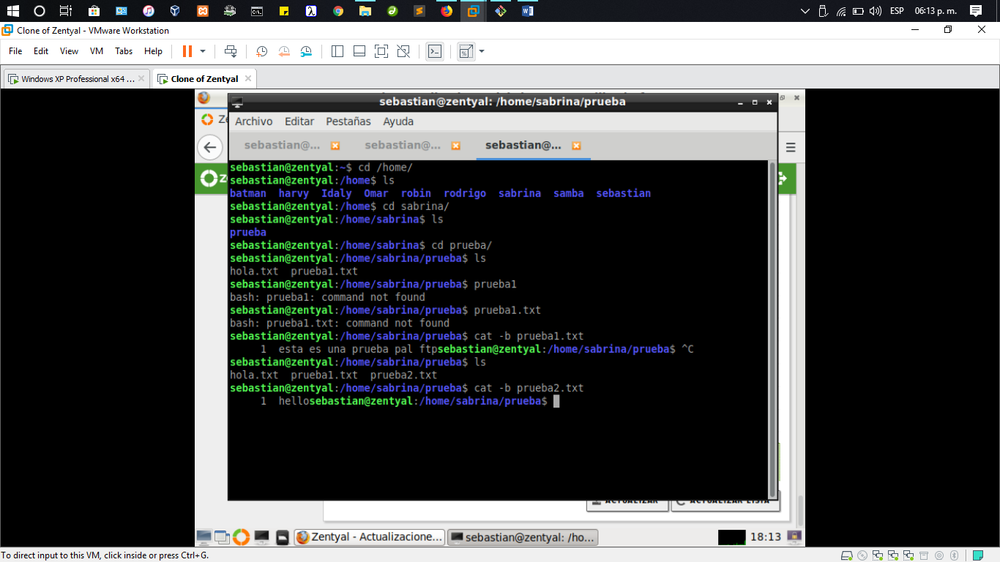 ESP 06:13 p. m.
Clone of Zentyal - VMware Workstation
File Edit View VM Tabs Help
Windows XP Professional x64 ... Clone of Zentyal
sebastian@zentyal: /home/sabrina/prueba
Archivo Editar Pestañas Ayuda
sebastian@... sebastian@... sebastian@...
sebastian@zentyal:~$ cd /home/
sebastian@zentyal:/home$ ls
batman harvy Idaly Omar robin rodrigo sabrina samba sebastian
sebastian@zentyal:/home$ cd sabrina/
sebastian@zentyal:/home/sabrina$ ls
prueba
sebastian@zentyal:/home/sabrina$ cd prueba/
sebastian@zentyal:/home/sabrina/prueba$ ls
hola.txt prueba1.txt
sebastian@zentyal:/home/sabrina/prueba$ prueba1
bash: prueba1: command not found
sebastian@zentyal:/home/sabrina/prueba$ prueba1.txt
bash: prueba1.txt: command not found
sebastian@zentyal:/home/sabrina/prueba$ cat -b prueba1.txt
1 esta es una prueba pal ftpsebastian@zentyal:/home/sabrina/prueba$ ^C
sebastian@zentyal:/home/sabrina/prueba$ ls
hola.txt prueba1.txt prueba2.txt
sebastian@zentyal:/home/sabrina/prueba$ cat -b prueba2.txt
1 hellosebastian@zentyal:/home/sabrina/prueba$
ACTUALIZAR ACTUALIZAR LISTA
Zentyal - Actualizacione... sebastian@zentyal: /ho... 18:13
To direct input to this VM, click inside or press Ctrl+G.